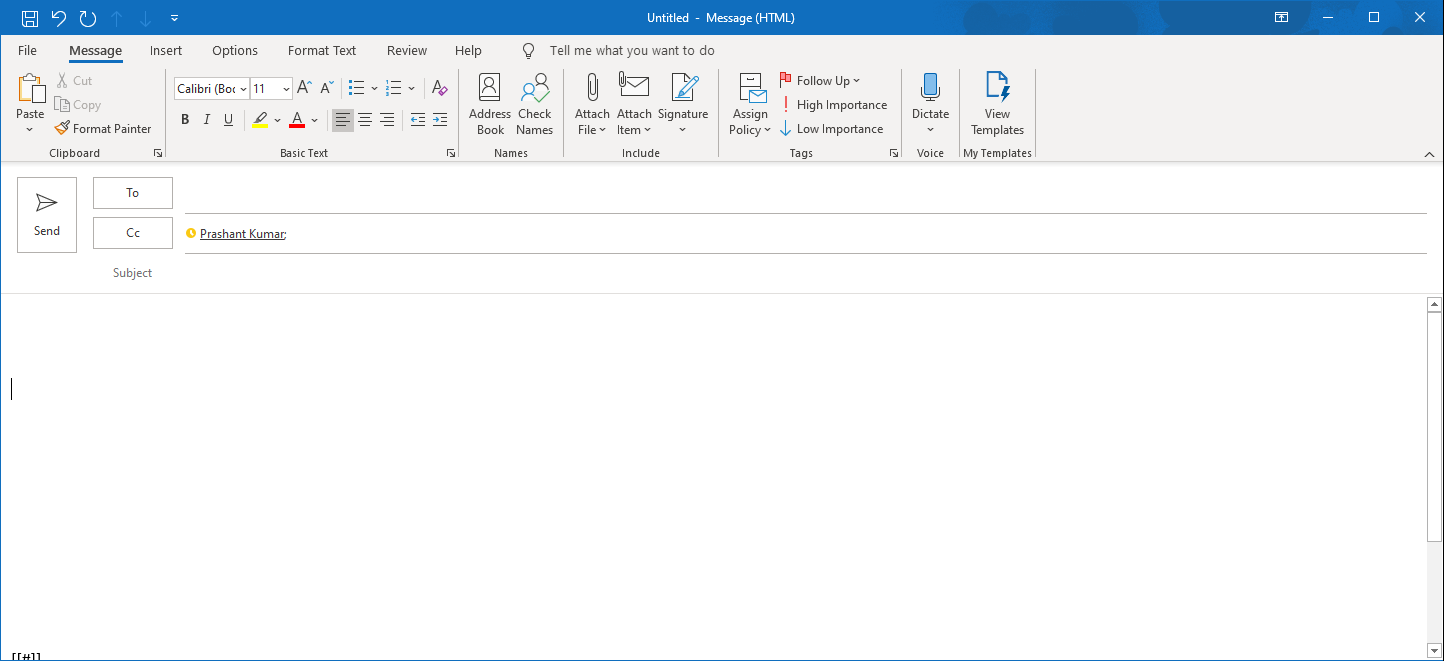 Untitled - Message (HTML)
File Message Insert Options Format Text Review Help Tell me what you want to do
Paste
Cut
Copy
Format Painter
Clipboard
Calibri (Boc 11
B I U
Basic Text
Address Book
Check Names
Names
Attach File
Attach Item
Signature
Include
Assign Policy
Follow Up
High Importance
Low Importance
Tags
Dictate
Voice
View Templates
My Templates
Send
To
Cc Prashant Kumar;
Subject
[[#]]